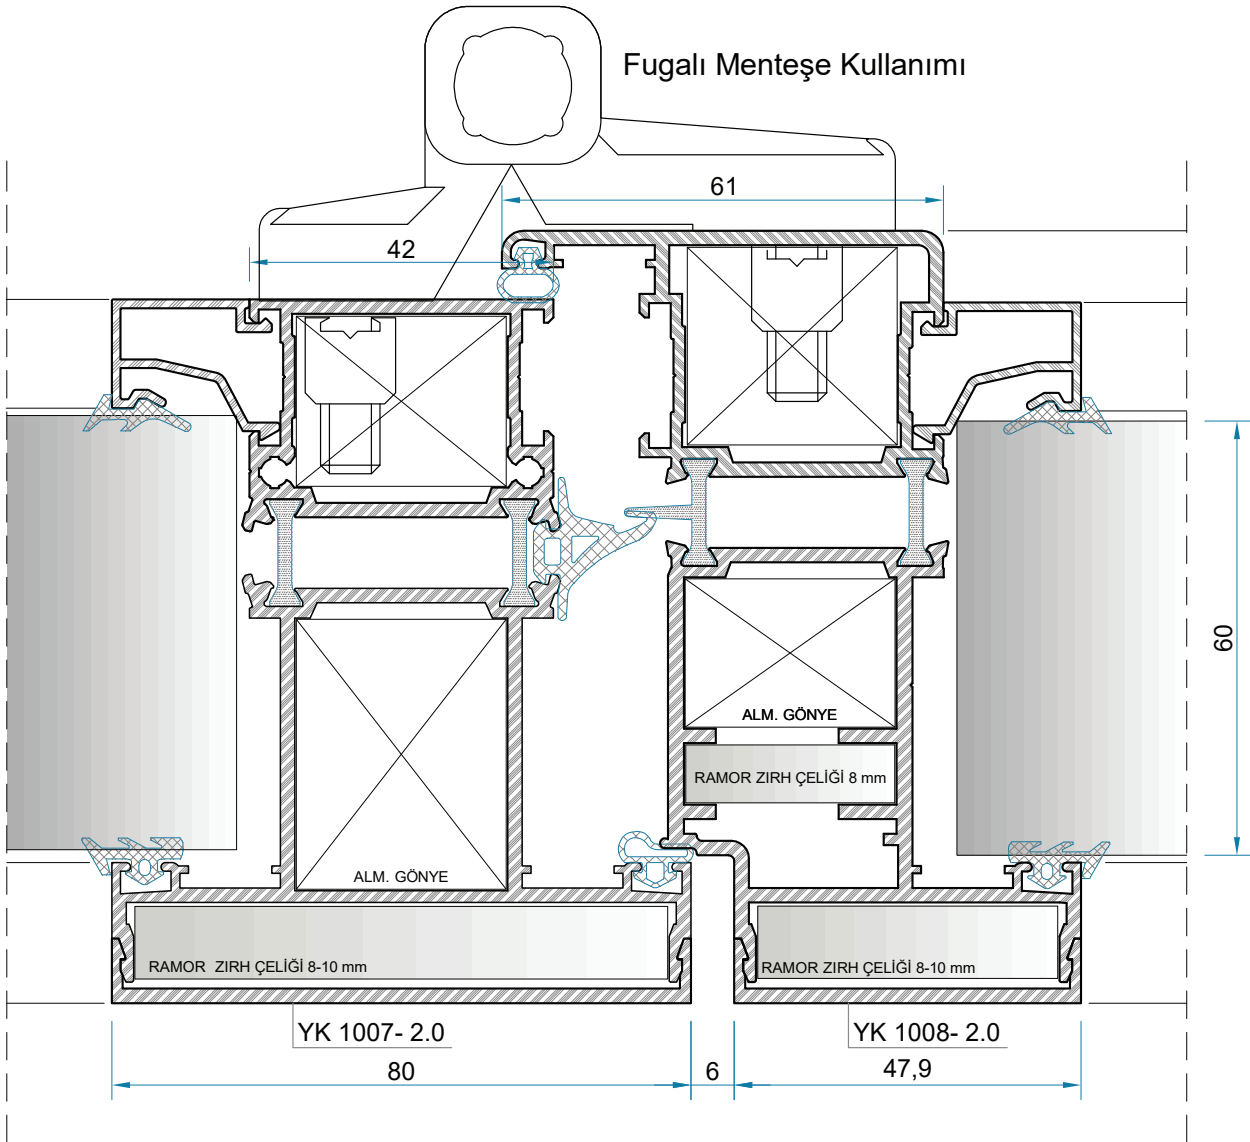 Fugalı Menteşe Kullanımı
61
42
60
ALM. GÖNYE
RAMOR ZIRH ÇELİĞİ 8 mm
ALM. GÖNYE
RAMOR ZIRH ÇELİĞİ 8-10 mm
RAMOR ZIRH ÇELİĞİ 8-10 mm
YK 1007- 2.0
YK 1008- 2.0
80
6
47,9